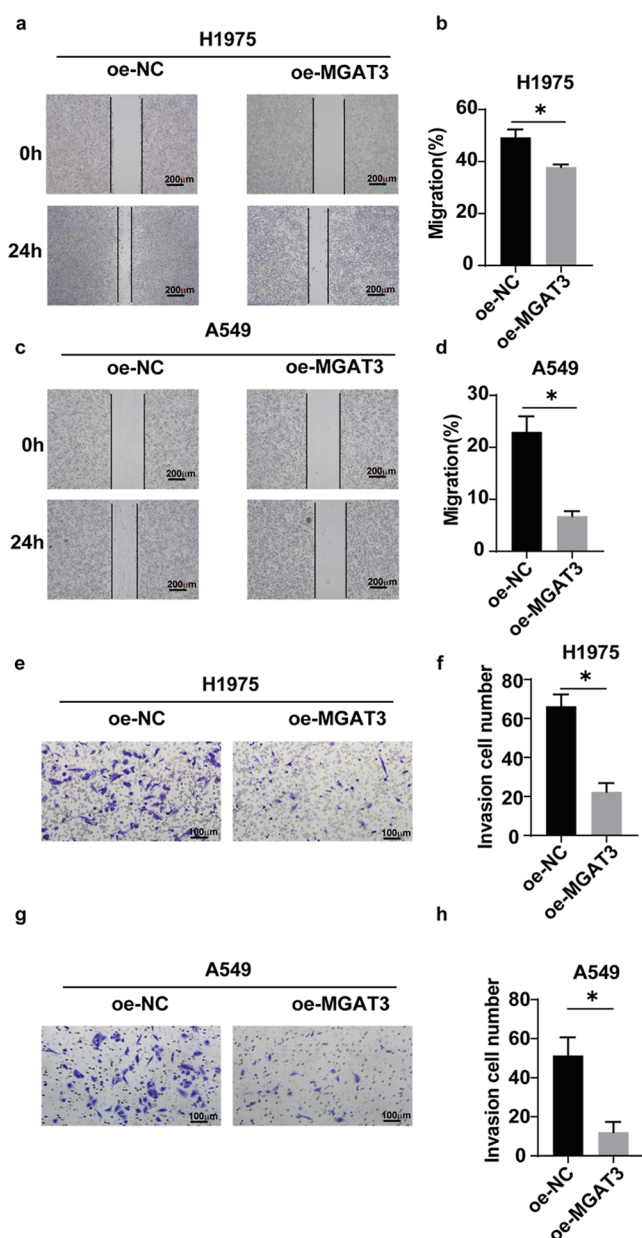 a
H1975
oe-NC oe-MGAT3
0h
200μm 200μm
24h
200μm 200μm
b
H1975
Migration(%)
60
40
20
0
*
oe-NC
oe-MGAT3
c
A549
oe-NC oe-MGAT3
0h
200μm 200μm
24h
200μm 200μm
d
A549
Migration(%)
30
20
10
0
*
oe-NC
oe-MGAT3
e
H1975
oe-NC oe-MGAT3
100μm 100μm
f
H1975
Invasion cell number
80
60
40
20
0
*
oe-NC
oe-MGAT3
g
A549
oe-NC oe-MGAT3
100μm 100μm
h
A549
Invasion cell number
80
60
40
20
0
*
oe-NC
oe-MGAT3